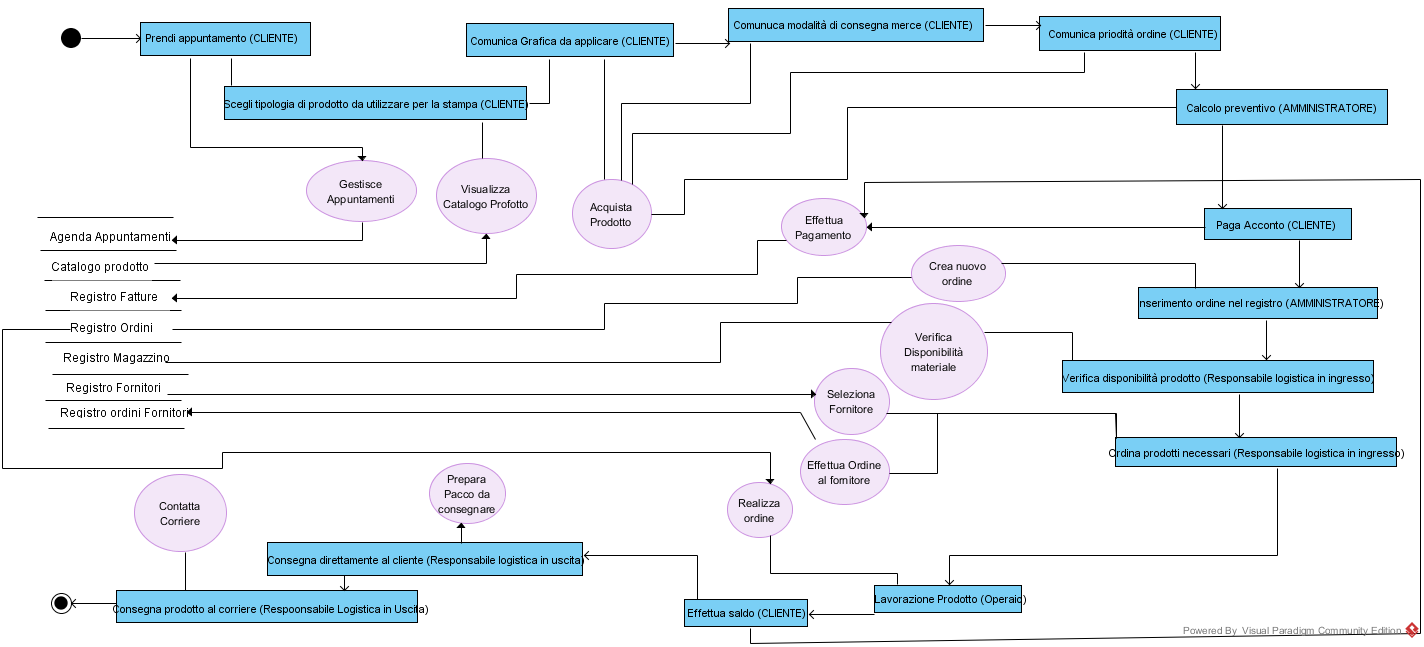 Prendi appuntamento (CLIENTE)
Comunica Grafica da applicare (CLIENTE)
Comunuca modalità di consegna merce (CLIENTE)
Comunica priodità ordine (CLIENTE)
Scegli tipologia di prodotto da utilizzare per la stampa (CLIENTE)
Calcolo preventivo (AMMINISTRATORE)
Gestisce
Appuntamenti
Visualizza
Catalogo Profotto
Acquista
Prodotto
Effettua
Pagamento
Paga Acconto (CLIENTE)
Agenda Appuntamenti
Catalogo prodotto
Registro Fatture
Registro Ordini
Registro Magazzino
Registro Fornitori
Registro ordini Fornitori
Crea nuovo
ordine
Inserimento ordine nel registro (AMMINISTRATORE)
Verifica
Disponibilità
materiale
Verifica disponibilità prodotto (Responsabile logistica in ingresso)
Seleziona
Fornitore
Effettua Ordine
al fornitore
Ordina prodotti necessari (Responsabile logistica in ingresso)
Contatta
Corriere
Prepara
Pacco da
consegnare
Realizza
ordine
Consegna direttamente al cliente (Responsabile logistica in uscita)
Consegna prodotto al corriere (Respoonsabile Logistica in Uscita)
Effettua saldo (CLIENTE)
Lavorazione Prodotto (Operaio)
Powered By Visual Paradigm Community Edition